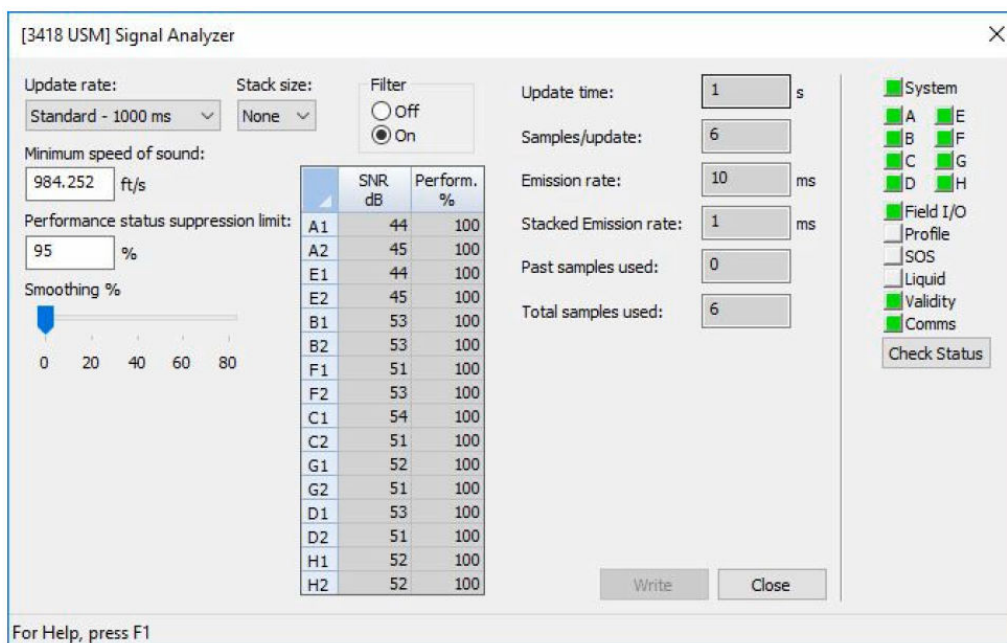 [3418 USM] Signal Analyzer
Update rate:
Standard - 1000 ms
Stack size:
None
Filter
Off
On
Minimum speed of sound:
984.252 ft/s
Performance status suppression limit:
95 %
Smoothing %
0 20 40 60 80
SNR dB Perform. %
A1 44 100
A2 45 100
E1 44 100
E2 45 100
B1 53 100
B2 53 100
F1 51 100
F2 53 100
C1 54 100
C2 51 100
G1 52 100
G2 51 100
D1 53 100
D2 51 100
H1 52 100
H2 52 100
Update time: 1 s
Samples/update: 6
Emission rate: 10 ms
Stacked Emission rate: 1 ms
Past samples used: 0
Total samples used: 6
Write Close
System
A E
B F
C G
D H
Field I/O
Profile
SOS
Liquid
Validity
Comms
Check Status
For Help, press F1